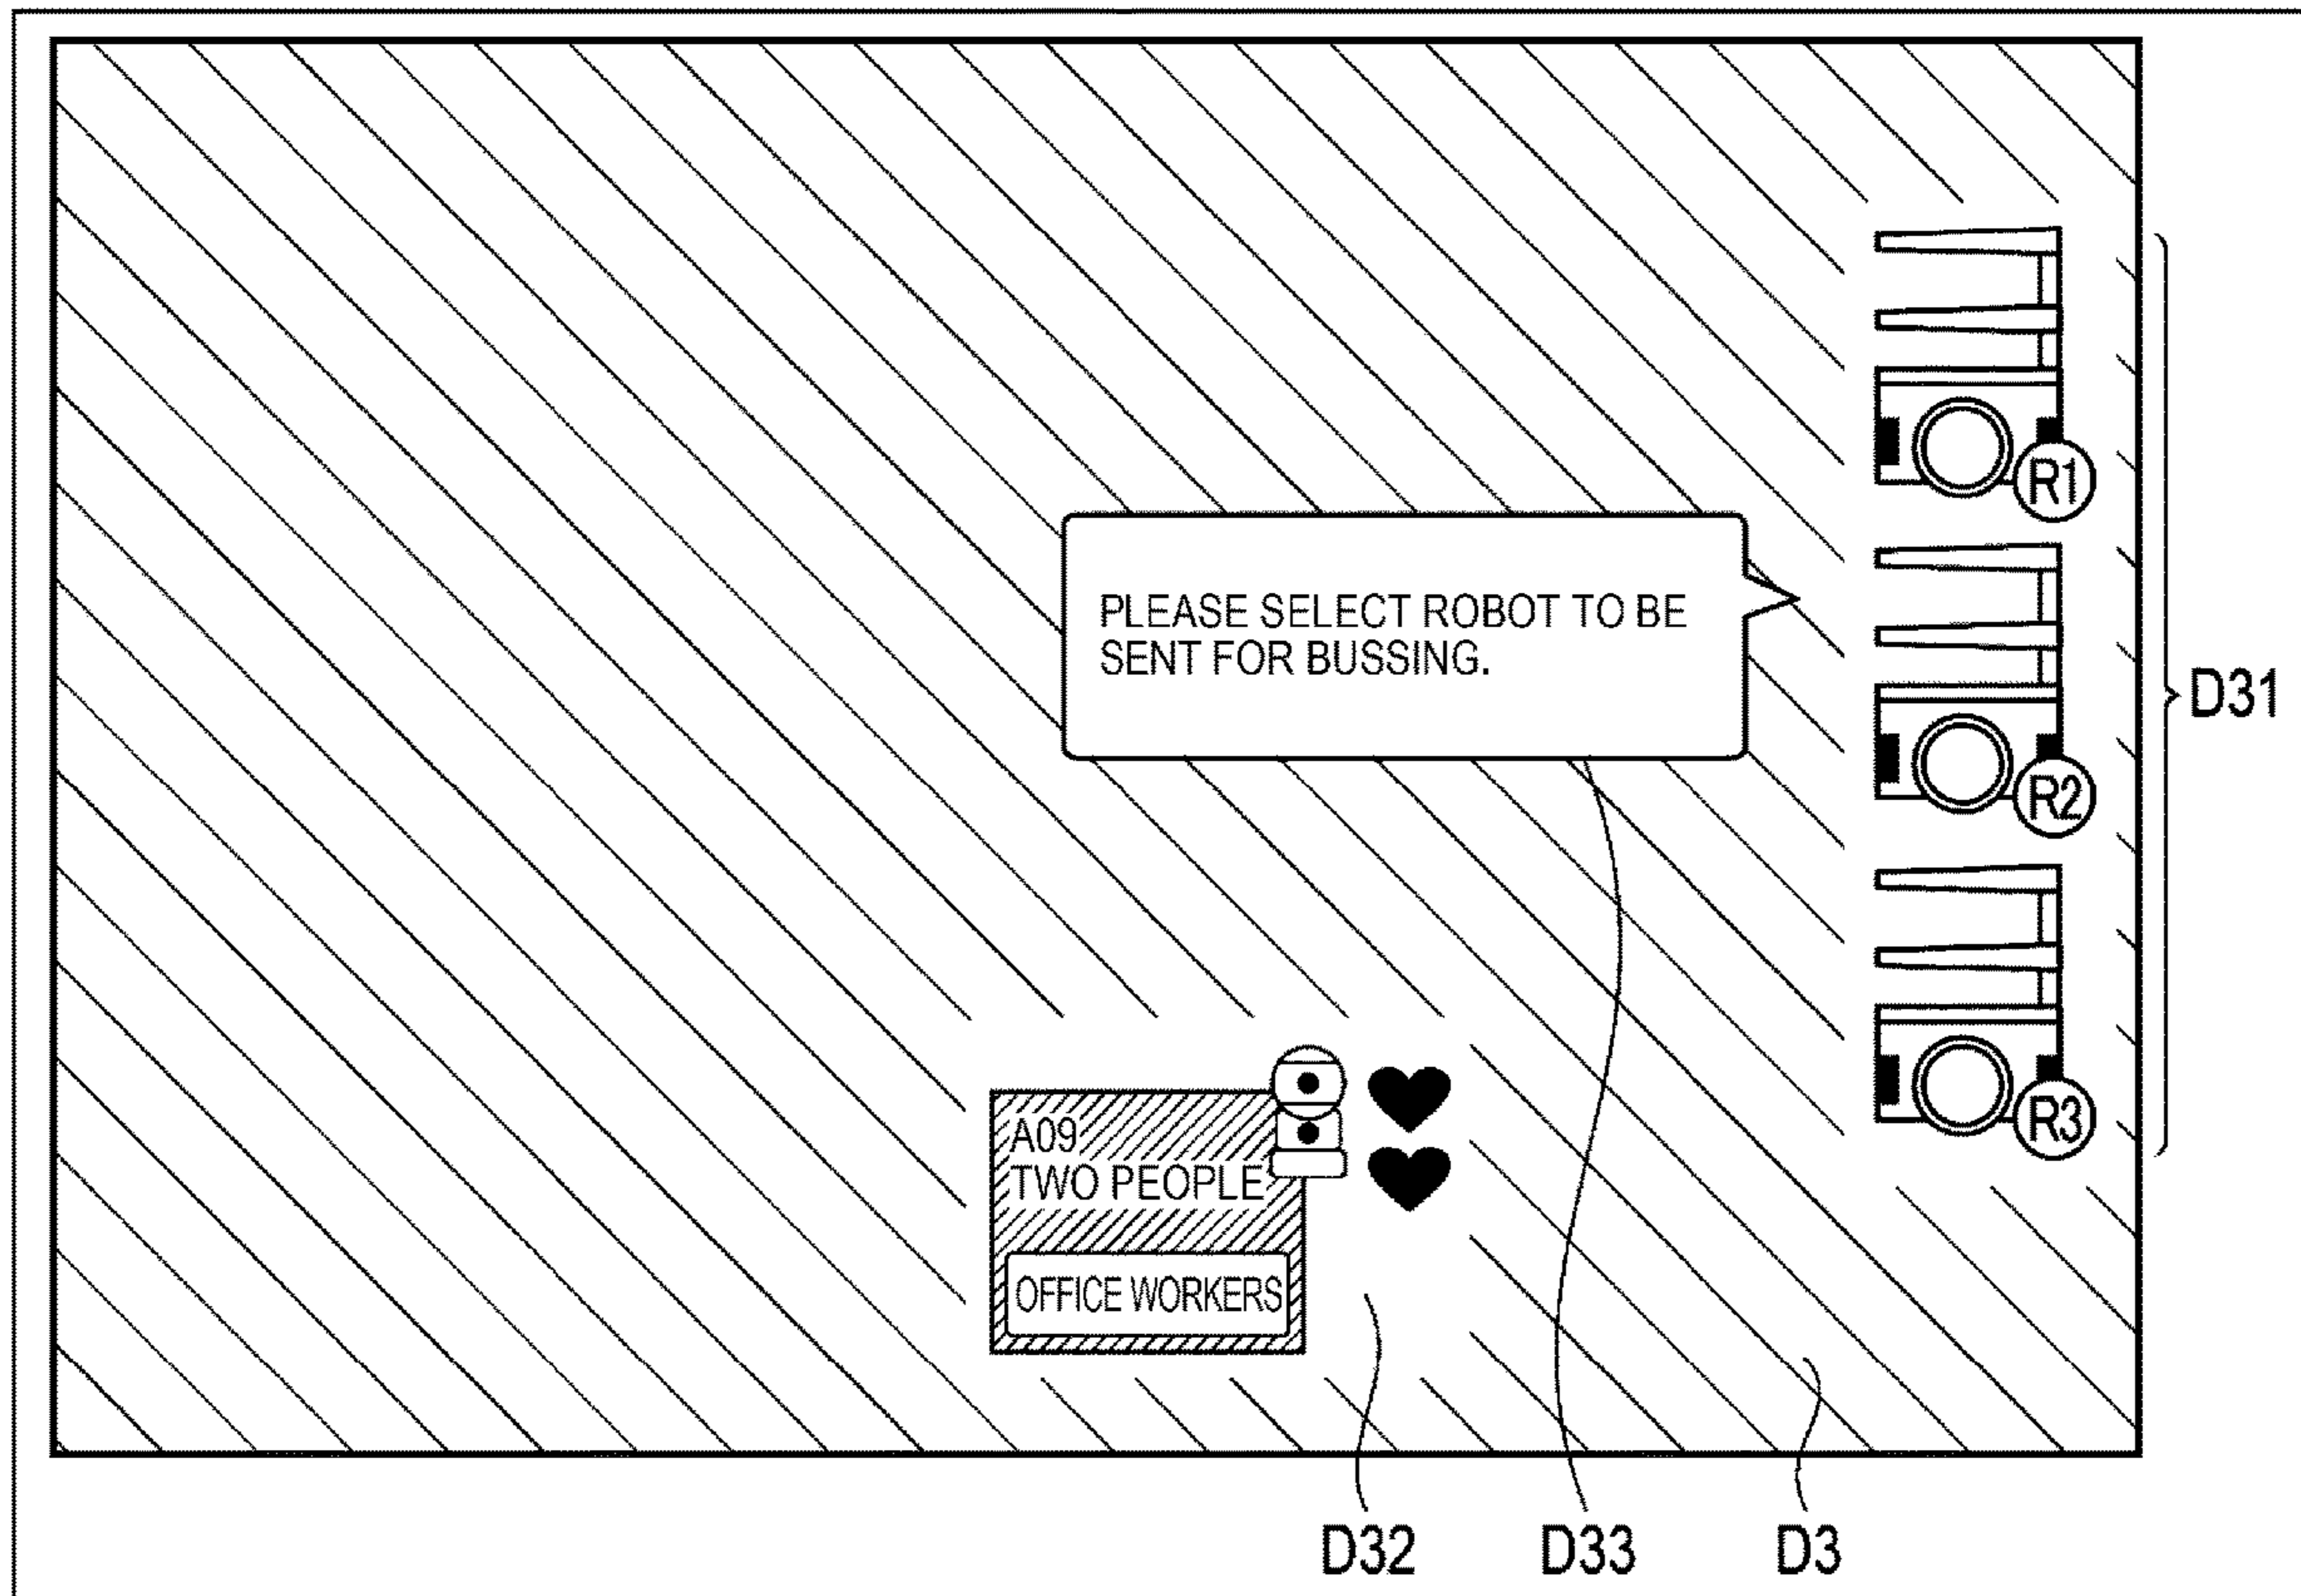 R1
PLEASE SELECT ROBOT TO BE
SENT FOR BUSSING.
D31
R2
R3
A09
TWO PEOPLE
OFFICE WORKERS
D32
D33
D3